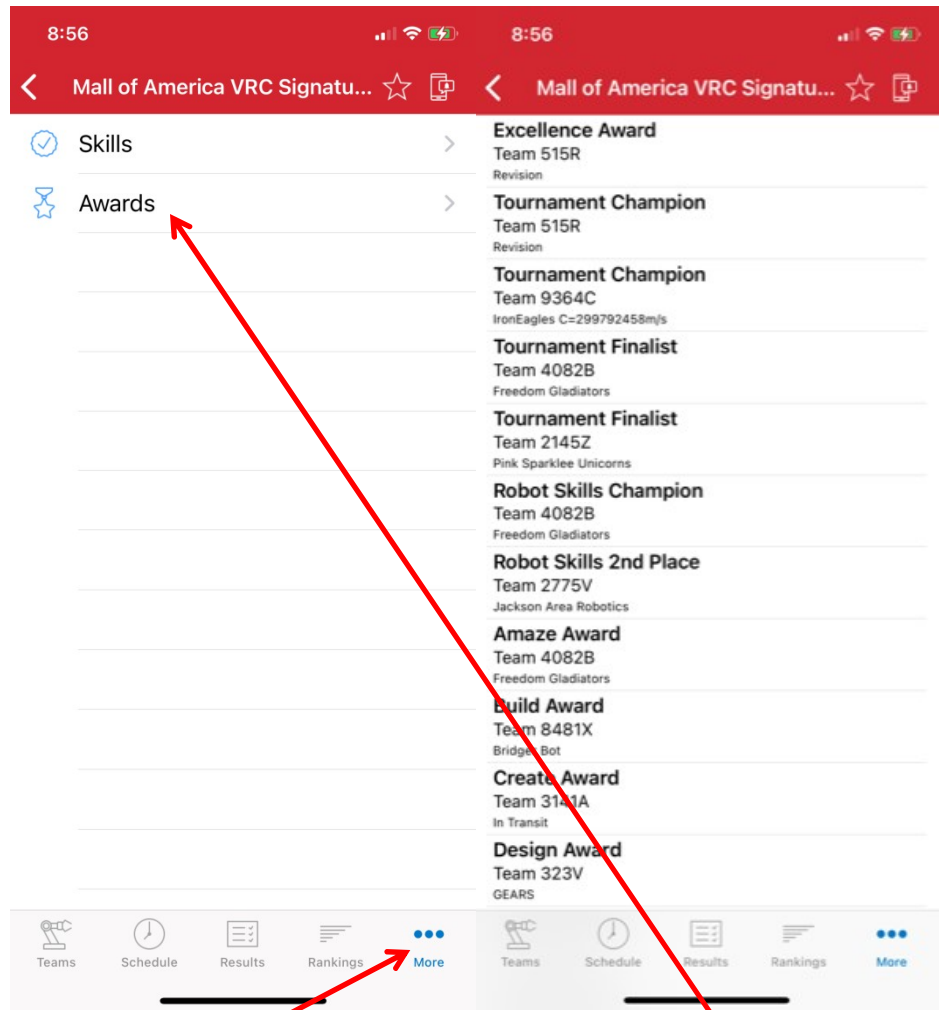 8:56
Mall of America VRC Signatu...
Skills
Awards
Teams
Schedule
Results
Rankings
More
8:56
Mall of America VRC Signatu...
Excellence Award
Team 515R
Revision
Tournament Champion
Team 515R
Revision
Tournament Champion
Team 9364C
IronEagles C=299792458m/s
Tournament Finalist
Team 4082B
Freedom Gladiators
Tournament Finalist
Team 2145Z
Pink Sparklee Unicorns
Robot Skills Champion
Team 4082B
Freedom Gladiators
Robot Skills 2nd Place
Team 2775V
Jackson Area Robotics
Amaze Award
Team 4082B
Freedom Gladiators
Build Award
Team 8481X
Bridger Bot
Create Award
Team 3141A
In Transit
Design Award
Team 323V
GEARS
Teams
Schedule
Results
Rankings
More